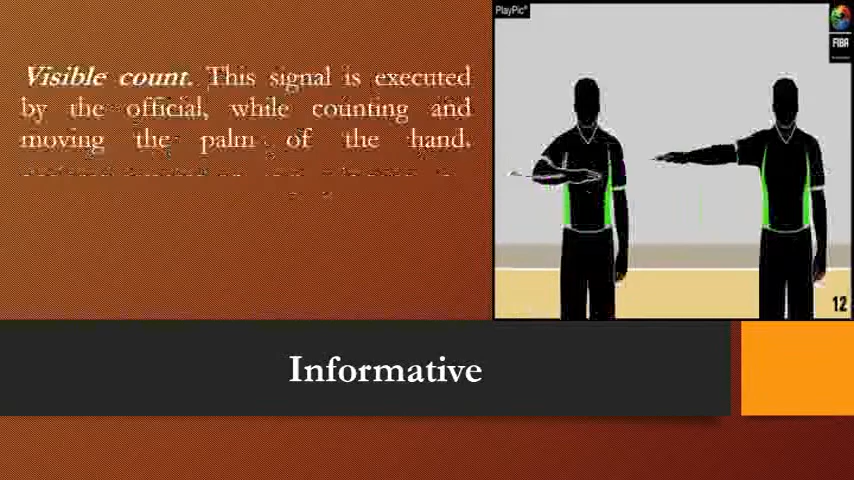 PlayPic®
FIBA
Visible count. This signal is executed
by the official, while counting and
moving the palm of the hand.
12
Informative